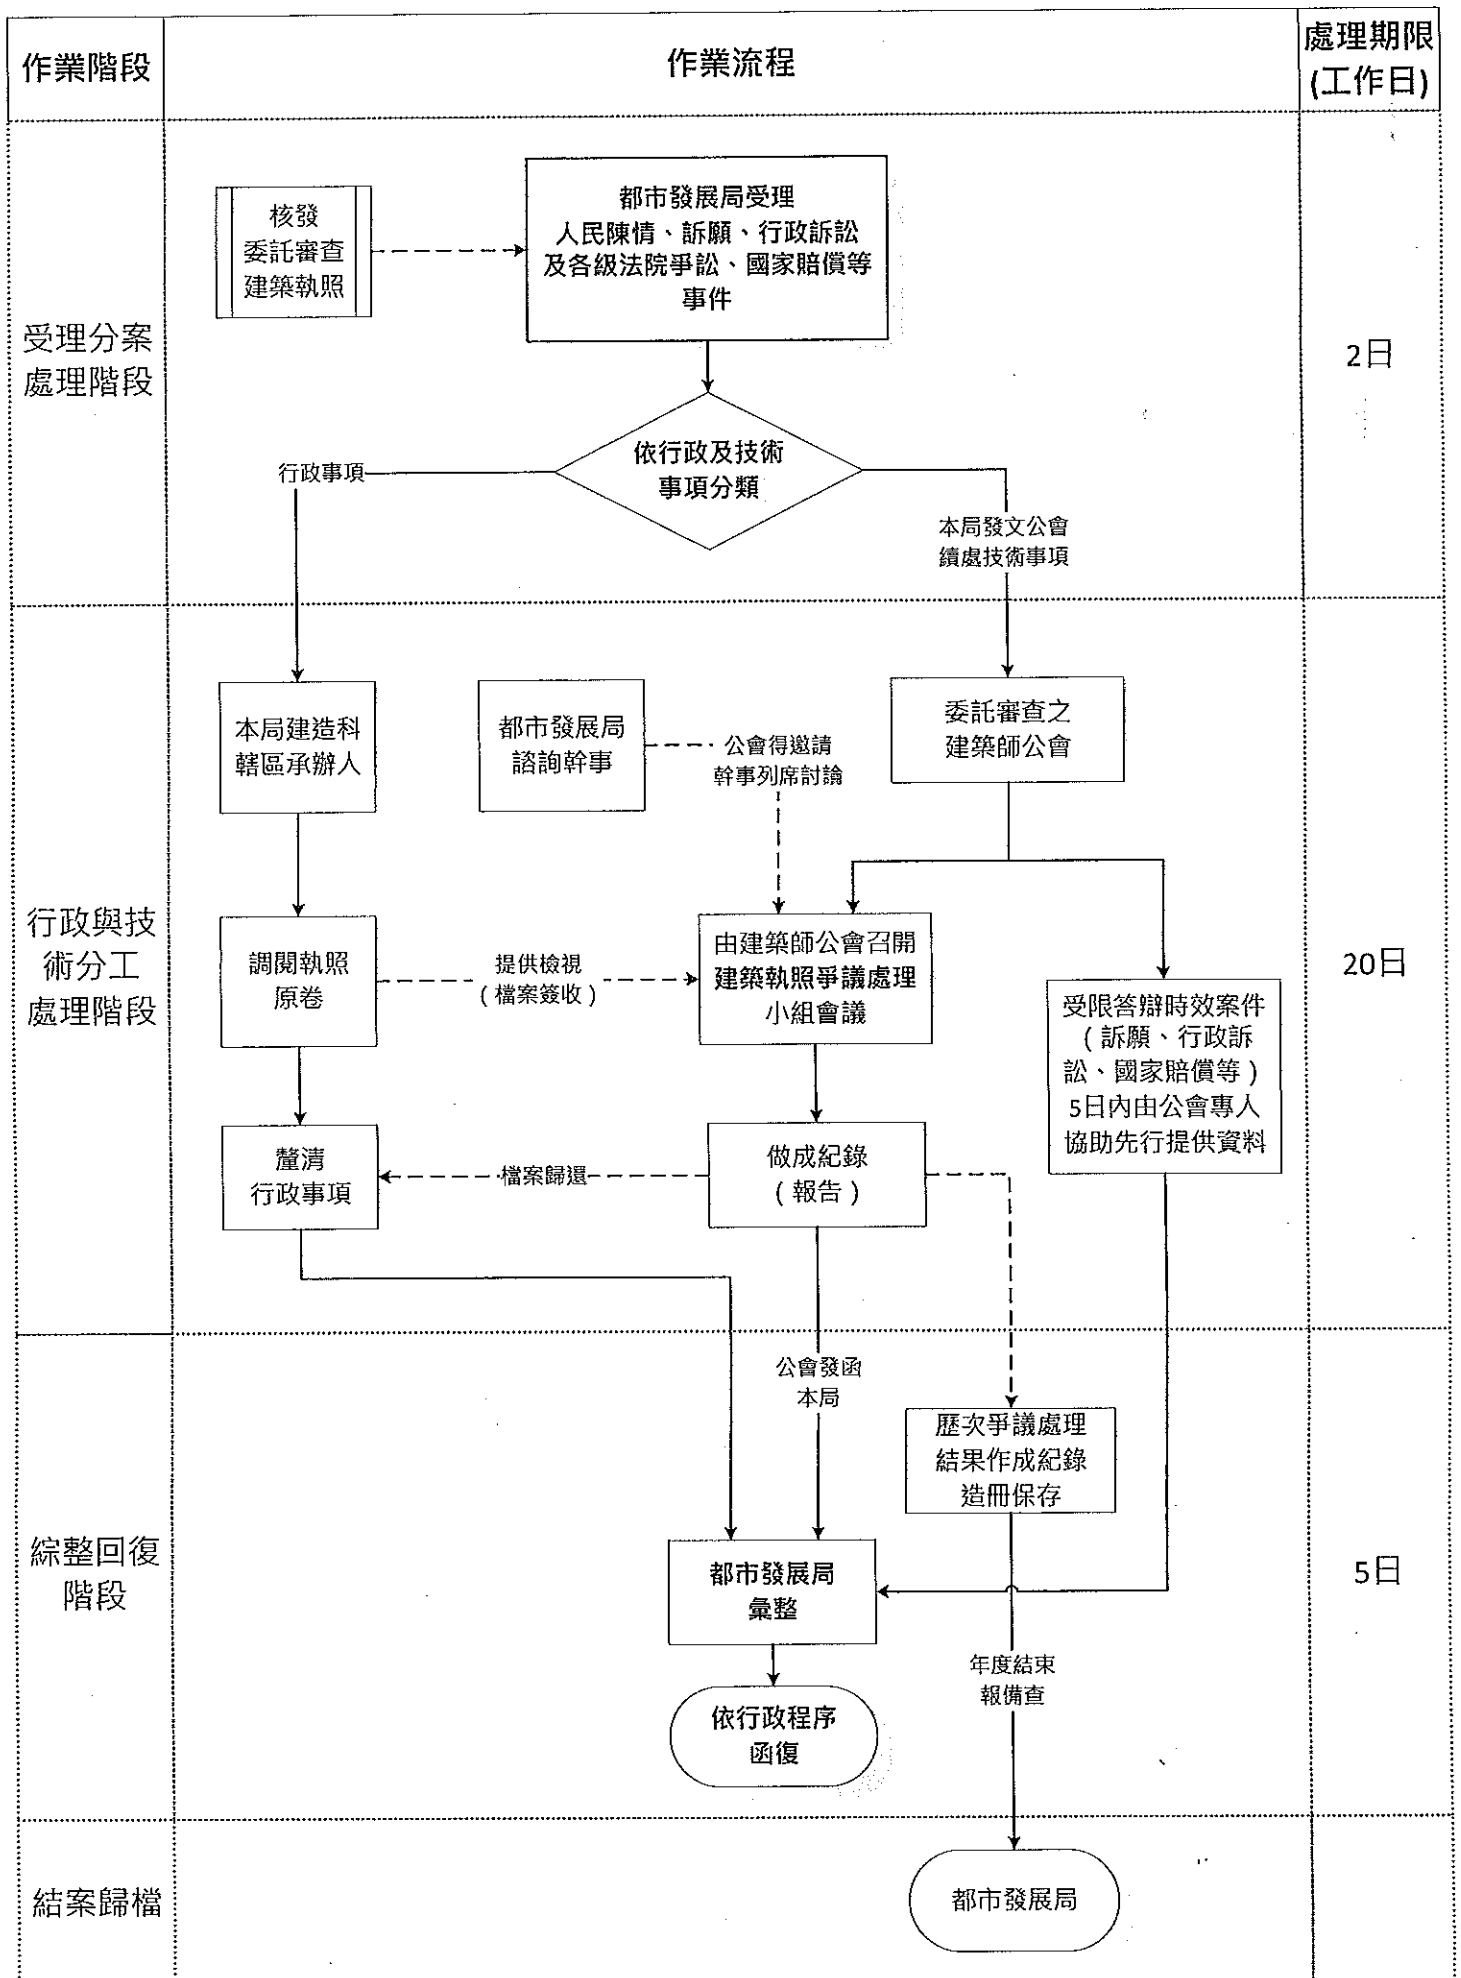 作業階段
作業流程
處理期限
(工作日)
核發
委託審查
建築執照
都市發展局受理
人民陳情、訴願、行政訴訟
及各級法院爭訟、國家賠償等
事件
受理分案
處理階段
2日
依行政及技術
事項分類
行政事項
本局發文公會
續處技術事項
本局建造科
轄區承辦人
都市發展局
諮詢幹事
公會得邀請
幹事列席討論
委託審查之
建築師公會
行政與技
術分工
處理階段
20日
調閱執照
原卷
提供檢視
(檔案簽收)
由建築師公會召開
建築執照爭議處理
小組會議
受限答辯時效案件
(訴願、行政訴
訟、國家賠償等)
5日內由公會專人
協助先行提供資料
釐清
行政事項
檔案歸還
做成紀錄
(報告)
公會發函
本局
歷次爭議處理
結果作成紀錄
造冊保存
綜整回復
階段
5日
都市發展局
彙整
年度結束
報備查
依行政程序
函復
結案歸檔
都市發展局